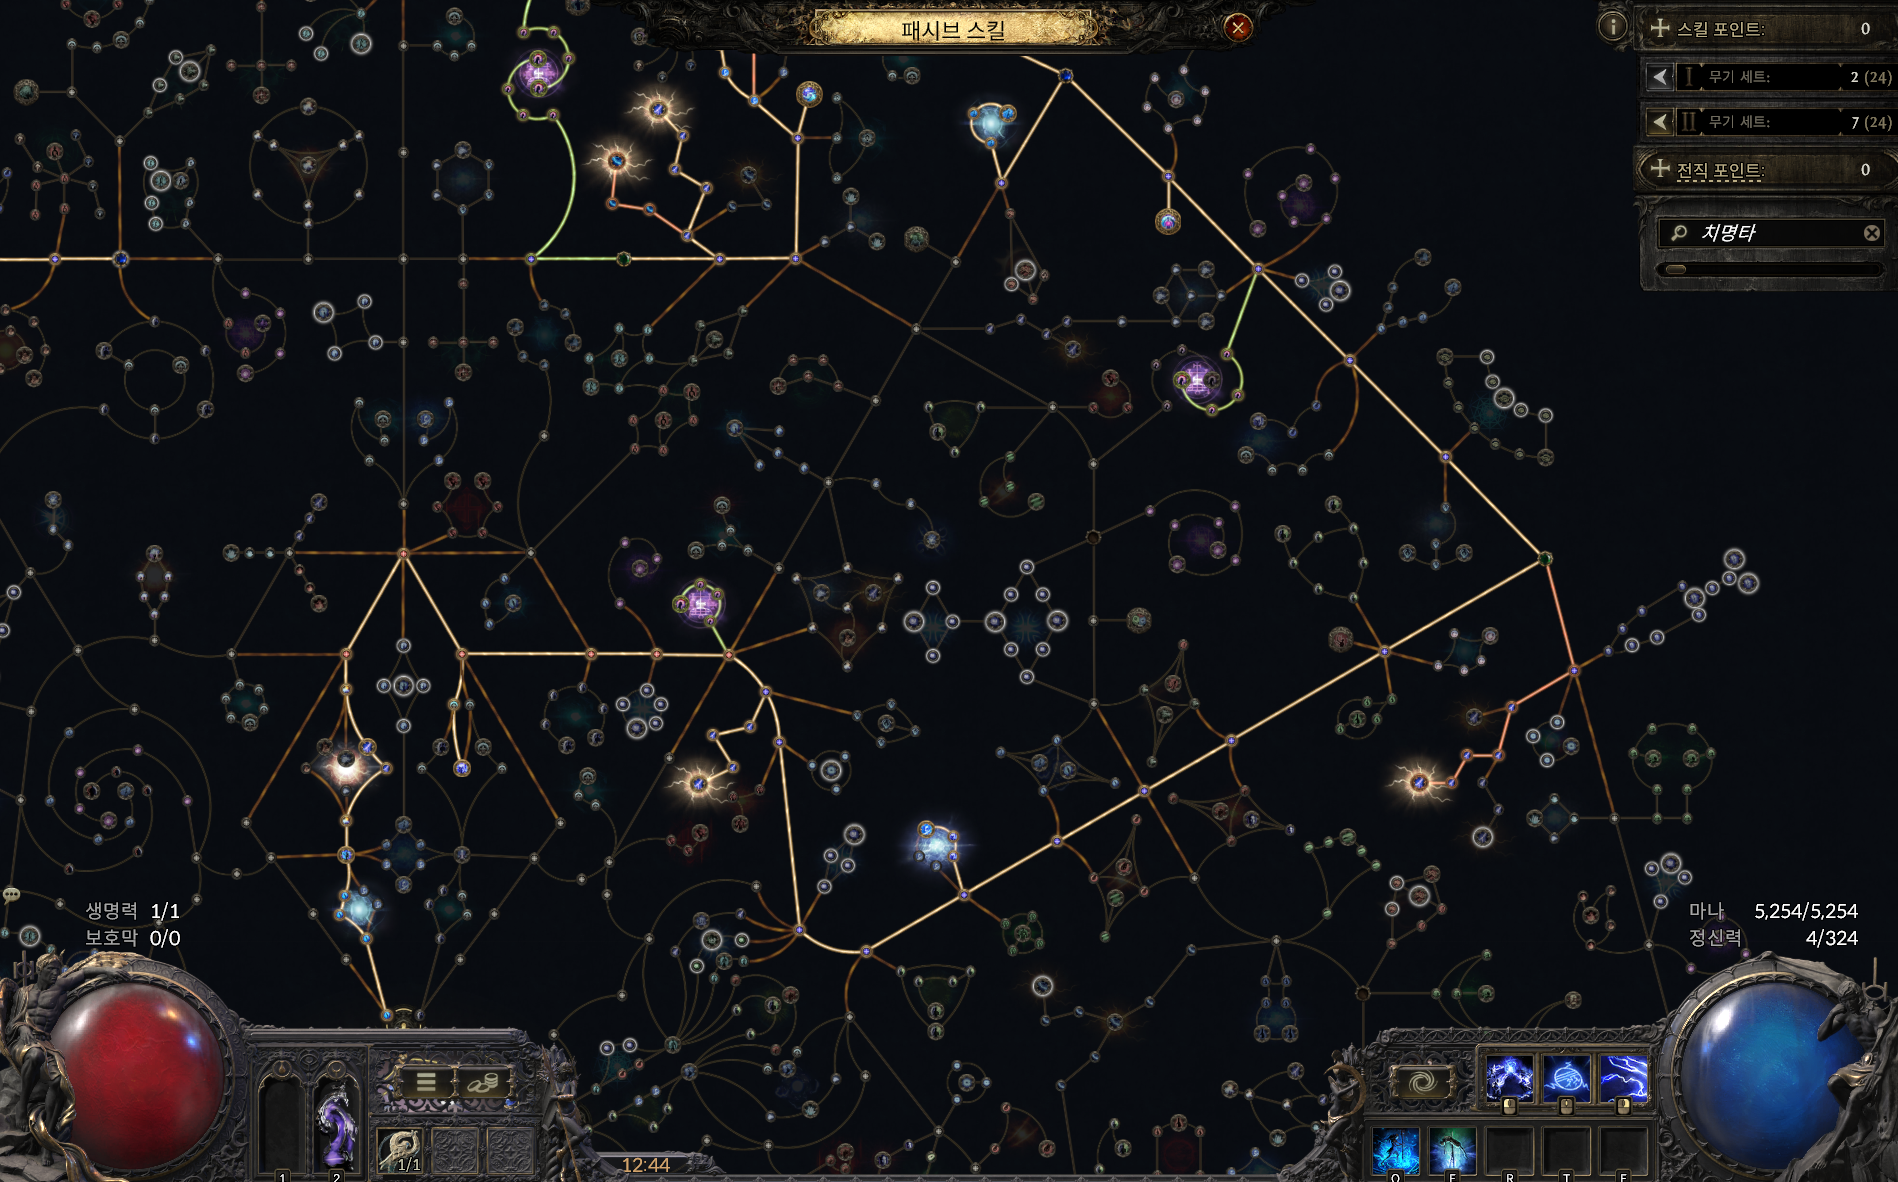 패시브 스킬
스킬 포인트: 0
I 무기 세트: 2 (24)
II 무기 세트: 7 (24)
전직 포인트: 0
치명타
생명력 1/1
보호막 0/0
마나 5,254/5,254
정신력 4/324
1/1
1 2
12:44
Q E R T F